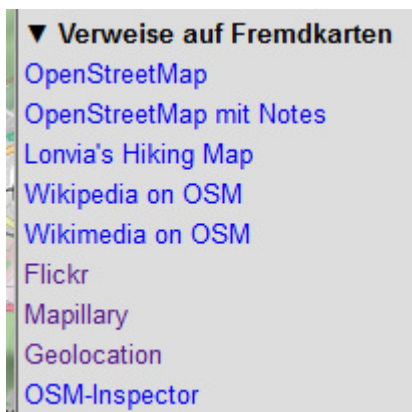 ▼ Verweise auf Fremdkarten
OpenStreetMap
OpenStreetMap mit Notes
Lonvia's Hiking Map
Wikipedia on OSM
Wikimedia on OSM
Flickr
Mapillary
Geolocation
OSM-Inspector